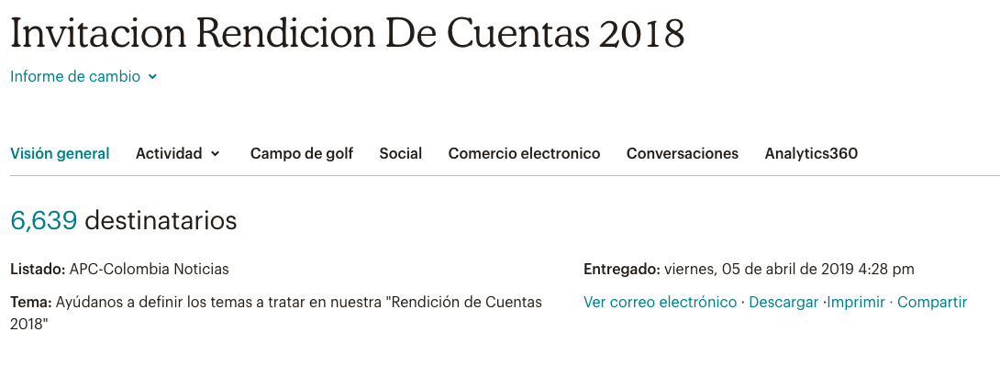 Invitacion Rendicion De Cuentas 2018
Informe de cambio
Visión general Actividad Campo de golf Social Comercio electronico Conversaciones Analytics360
6,639 destinatarios
Listado: APC-Colombia Noticias
Entregado: viernes, 05 de abril de 2019 4:28 pm
Tema: Ayúdanos a definir los temas a tratar en nuestra "Rendición de Cuentas
2018"
Ver correo electrónico · Descargar ·Imprimir · Compartir